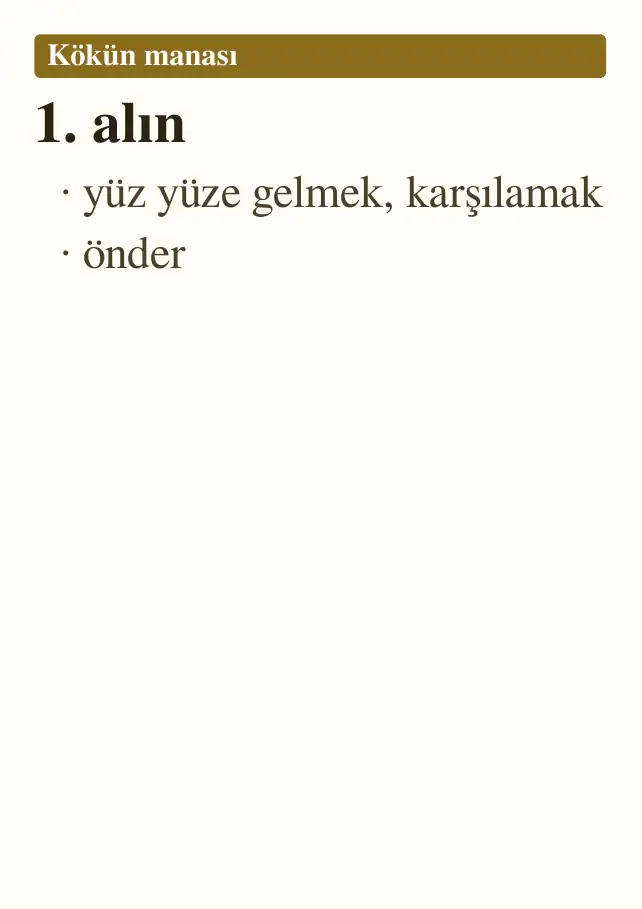 Kökün manası
1. alın
· yüz yüze gelmek, karşılamak
· önder